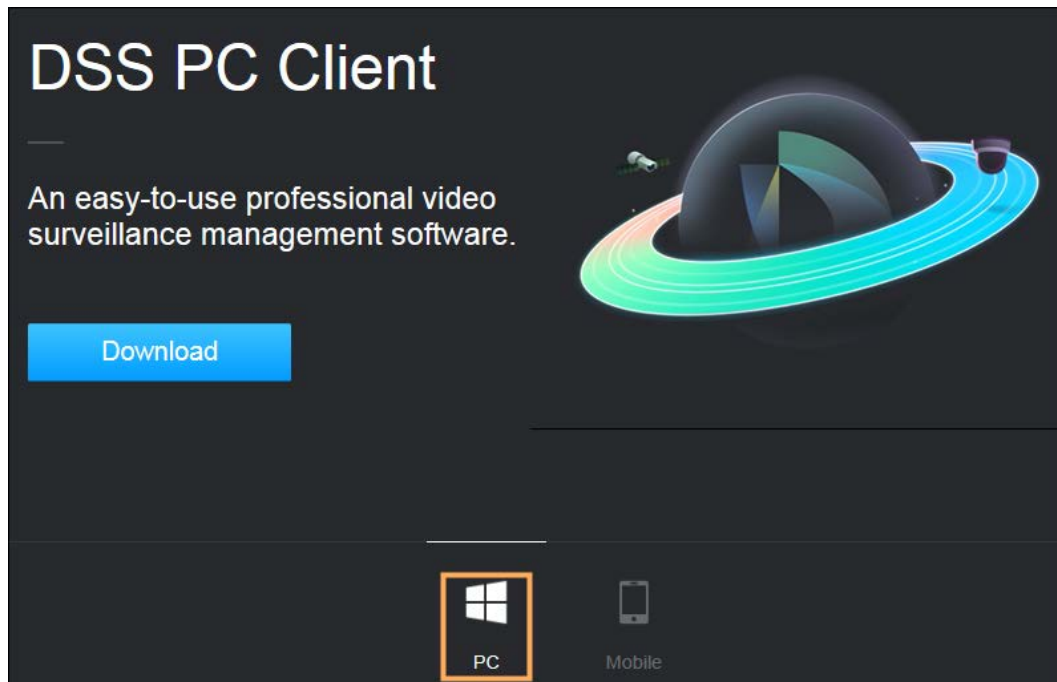 DSS PC Client
An easy-to-use professional video
surveillance management software.
Download
PC
Mobile